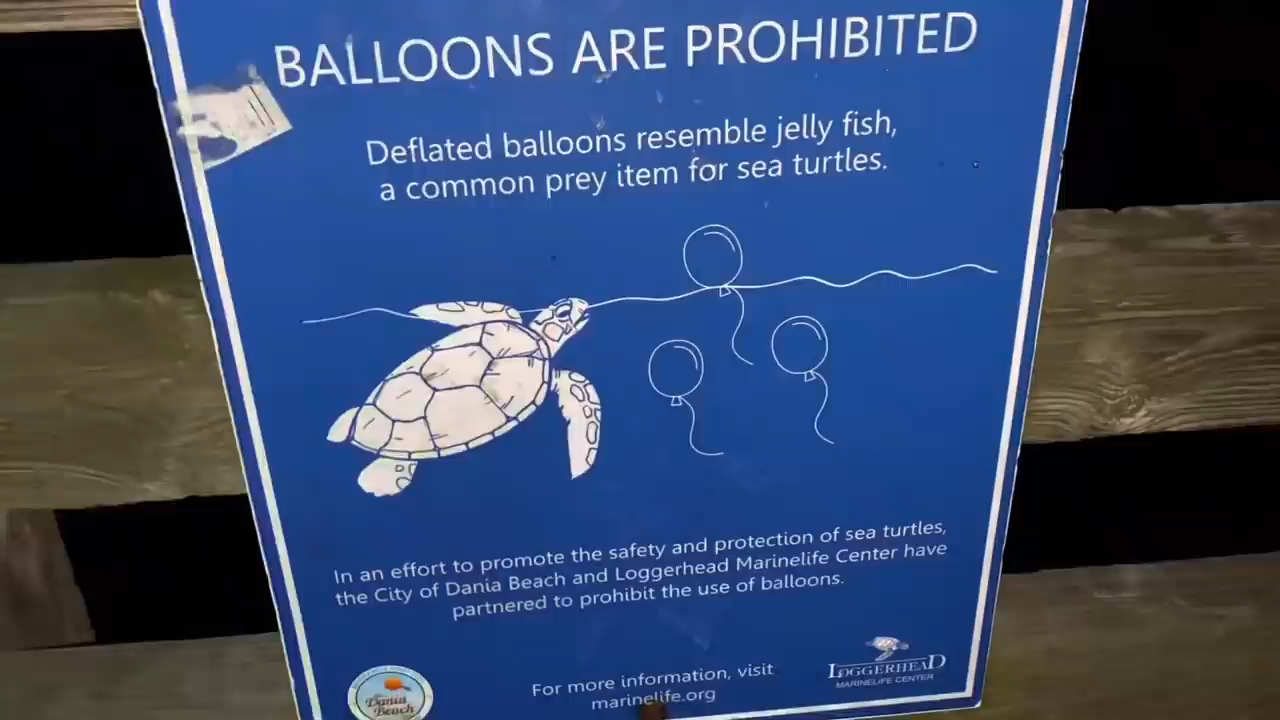 BALLOONS ARE PROHIBITED
Deflated balloons resemble jelly fish,
a common prey item for sea turtles.
In an effort to promote the safety and protection of sea turtles,
the City of Dania Beach and Loggerhead Marinelife Center have
partnered to prohibit the use of balloons.
For more information, visit
marinelife.org
Dania
Beach
LOGGERHEAD
MARINELIFE CENTER